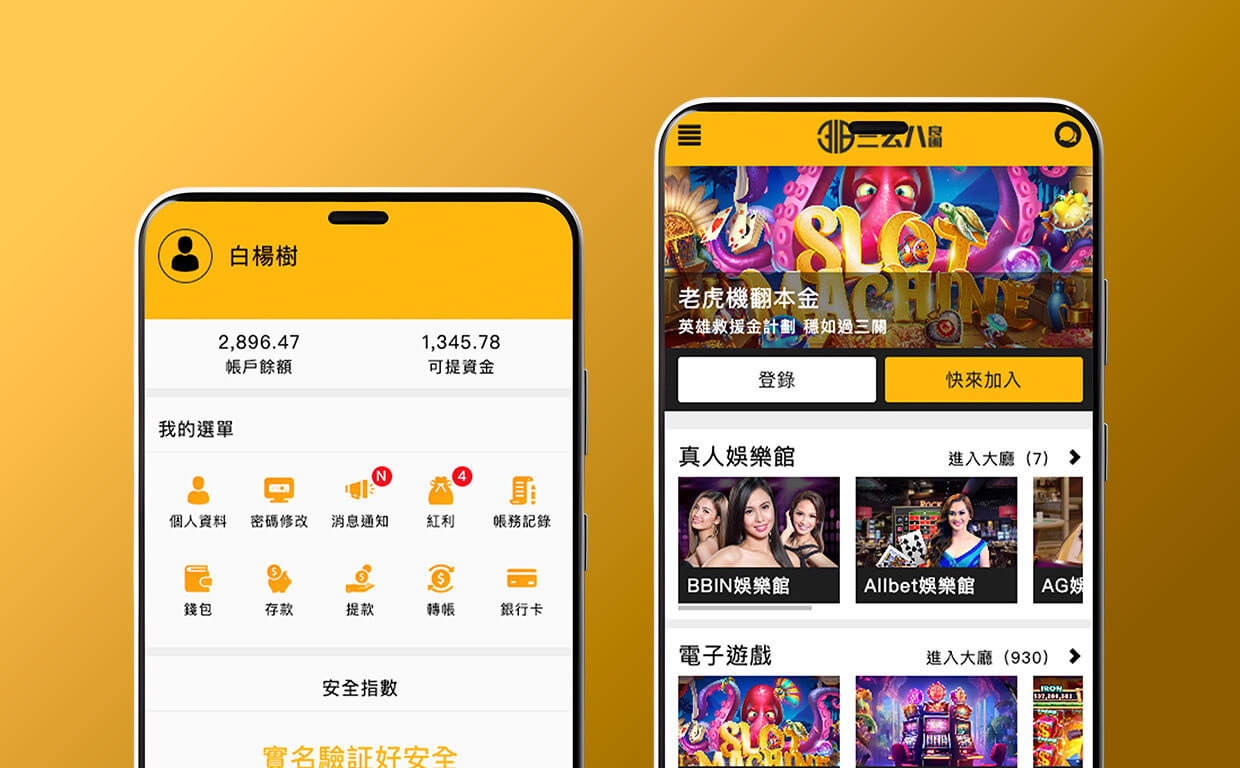 白楊樹
2,896.47
1,345.78
帳戶餘額
可提資金
我的選單
N
4
個人資料
密碼修改
消息通知
紅利
帳務記錄
錢包
存款
提款
轉帳
銀行卡
安全指數
實名驗証好安全
SLOT
MACHINE
老虎機翻本金
英雄救援金計劃 穩如過三關
登錄
快來加入
真人娛樂館
進入大廳 (7)
BBIN娛樂館
Allbet娛樂館
AG娛
電子遊戲
進入大廳 (930)
SLOT
MACHINE
IRON